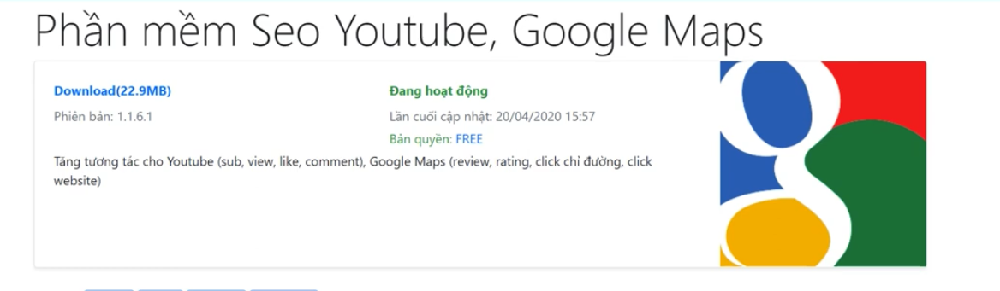 Phần mềm Seo Youtube, Google Maps
Download(22.9MB)
Đang hoạt động
Phiên bản: 1.1.6.1
Lần cuối cập nhật: 20/04/2020 15:57
Bản quyền: FREE
Tăng tương tác cho Youtube (sub, view, like, comment), Google Maps (review, rating, click chỉ đường, click
website)